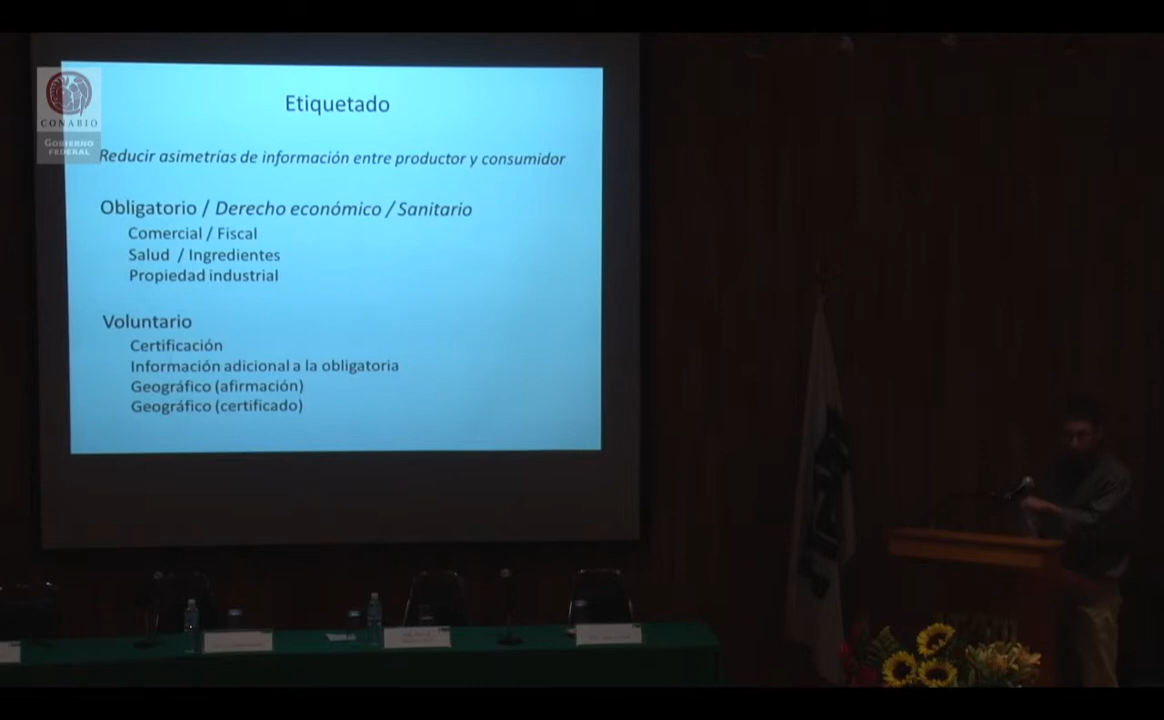 CONABIO
GOBIERNO
FEDERAL
Etiquetado
Reducir asimetrías de información entre productor y consumidor
Obligatorio / Derecho económico / Sanitario
Comercial / Fiscal
Salud / Ingredientes
Propiedad industrial
Voluntario
Certificación
Información adicional a la obligatoria
Geográfico (afirmación)
Geográfico (certificado)